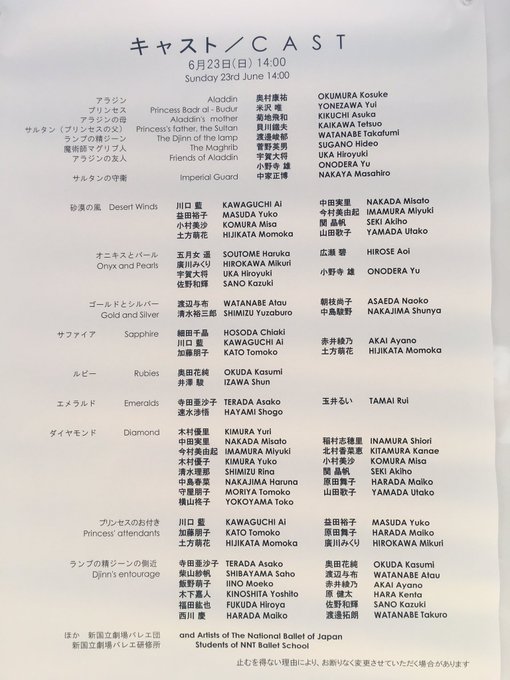 キャスト／CAST
6月23日(日) 14:00
Sunday 23rd June 14:00
アラジン Aladdin 奥村康祐 OKUMURA Kosuke
プリンセス Princess Badr al - Budur 米沢 唯 YONEZAWA Yui
アラジンの母 Aladdin's mother 菊地飛和 KIKUCHI Asuka
サルタン（プリンセスの父） Princess's father, the Sultan 貝川鐵夫 KAIKAWA Tetsuo
ランプの精ジーン The Djinn of the lamp 渡邊峻郁 WATANABE Takafumi
魔術師マグリブ人 The Maghrib 菅野英男 SUGANO Hideo
アラジンの友人 Friends of Aladdin 宇賀大将 UKA Hiroyuki
小野寺 雄 ONODERA Yu
サルタンの守衛 Imperial Guard 中家正博 NAKAYA Masahiro
砂漠の風 Desert Winds 川口 藍 KAWAGUCHI Ai 中田実里 NAKADA Misato
益田裕子 MASUDA Yuko 今村美由起 IMAMURA Miyuki
小村美沙 KOMURA Misa 関 晶帆 SEKI Akiho
土方萌花 HIJIKATA Momoka 山田歌子 YAMADA Utako
オニキスとパール 五月女 遥 SOUTOME Haruka 広瀬 碧 HIROSE Aoi
Onyx and Pearls 廣川みくり HIROKAWA Mikuri
宇賀大将 UKA Hiroyuki 小野寺 雄 ONODERA Yu
佐野和輝 SANO Kazuki
ゴールドとシルバー 渡辺与布 WATANABE Atau 朝枝尚子 ASAEDA Naoko
Gold and Silver 清水裕三郎 SHIMIZU Yuzaburo 中島駿野 NAKAJIMA Shunya
サファイア Sapphire 細田千晶 HOSODA Chiaki
川口 藍 KAWAGUCHI Ai 赤井綾乃 AKAI Ayano
加藤朋子 KATO Tomoko 土方萌花 HIJIKATA Momoka
ルビー Rubies 奥田花純 OKUDA Kasumi
井澤 駿 IZAWA Shun
エメラルド Emeralds 寺田亜沙子 TERADA Asako 玉井るい TAMAI Rui
速水渉悟 HAYAMI Shogo
ダイヤモンド Diamond 木村優里 KIMURA Yuri
中田実里 NAKADA Misato 稲村志穂里 INAMURA Shiori
今村美由起 IMAMURA Miyuki 北村香菜恵 KITAMURA Kanae
木村優子 KIMURA Yuko 小村美沙 KOMURA Misa
清水理那 SHIMIZU Rina 関 晶帆 SEKI Akiho
中島春菜 NAKAJIMA Haruna 原田舞子 HARADA Maiko
守屋朋子 MORIYA Tomoko 山田歌子 YAMADA Utako
横山柊子 YOKOYAMA Toko
プリンセスのお付き 川口 藍 KAWAGUCHI Ai 益田裕子 MASUDA Yuko
Princess' attendants 加藤朋子 KATO Tomoko 原田舞子 HARADA Maiko
土方萌花 HIJIKATA Momoka 廣川みくり HIROKAWA Mikuri
ランプの精ジーンの側近 寺田亜沙子 TERADA Asako 奥田花純 OKUDA Kasumi
Djinn's entourage 柴山紗帆 SHIBAYAMA Saho 渡辺与布 WATANABE Atau
飯野萌子 IINO Moeko 赤井綾乃 AKAI Ayano
木下嘉人 KINOSHITA Yoshito 原 健太 HARA Kenta
福田紘也 FUKUDA Hiroya 佐野和輝 SANO Kazuki
西川 慶 HARADA Maiko 渡邊拓朗 WATANABE Takuro
ほか 新国立劇場バレエ団 and Artists of The National Ballet of Japan
新国立劇場バレエ研修所 Students of NNT Ballet School
止むを得ない理由により、お断りなく変更させていただく場合があります